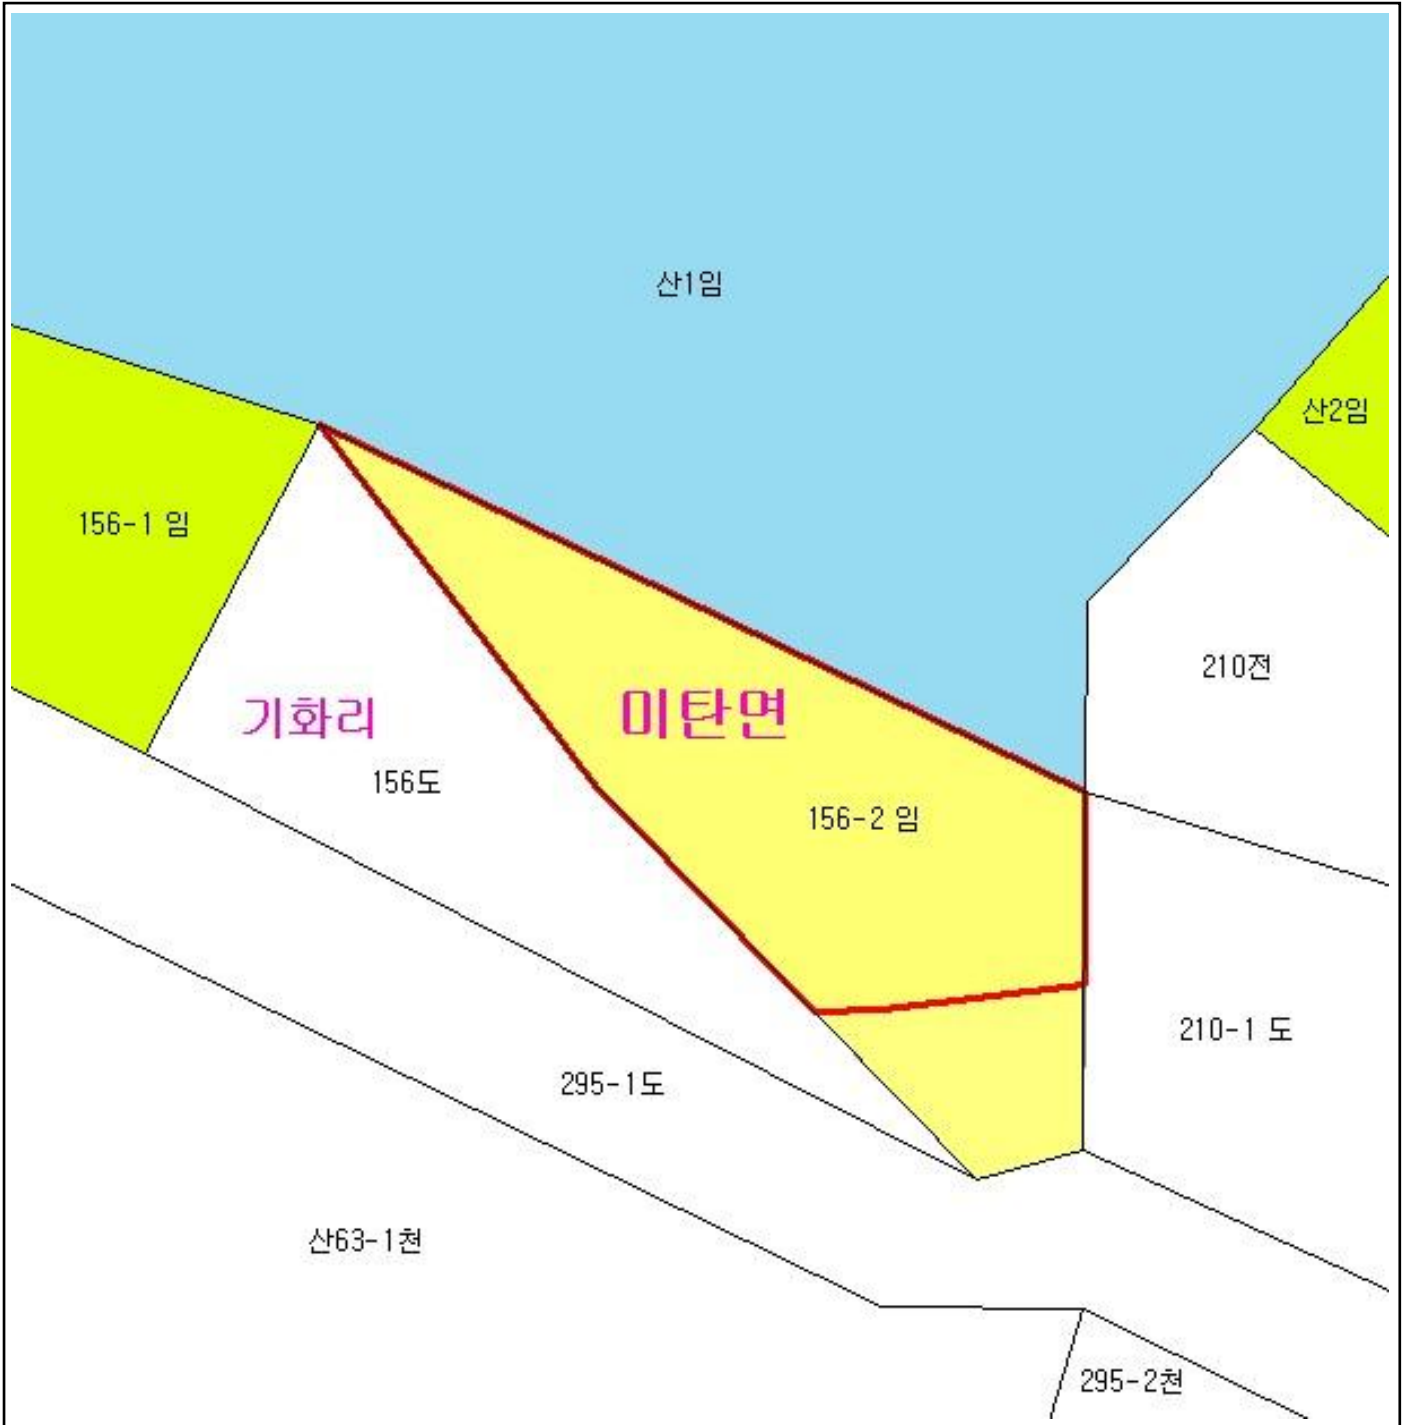 산1임
산2임
156-1 임
210전
기화리
미탄면
156도
156-2 임
210-1 도
295-1도
산63-1천
295-2천